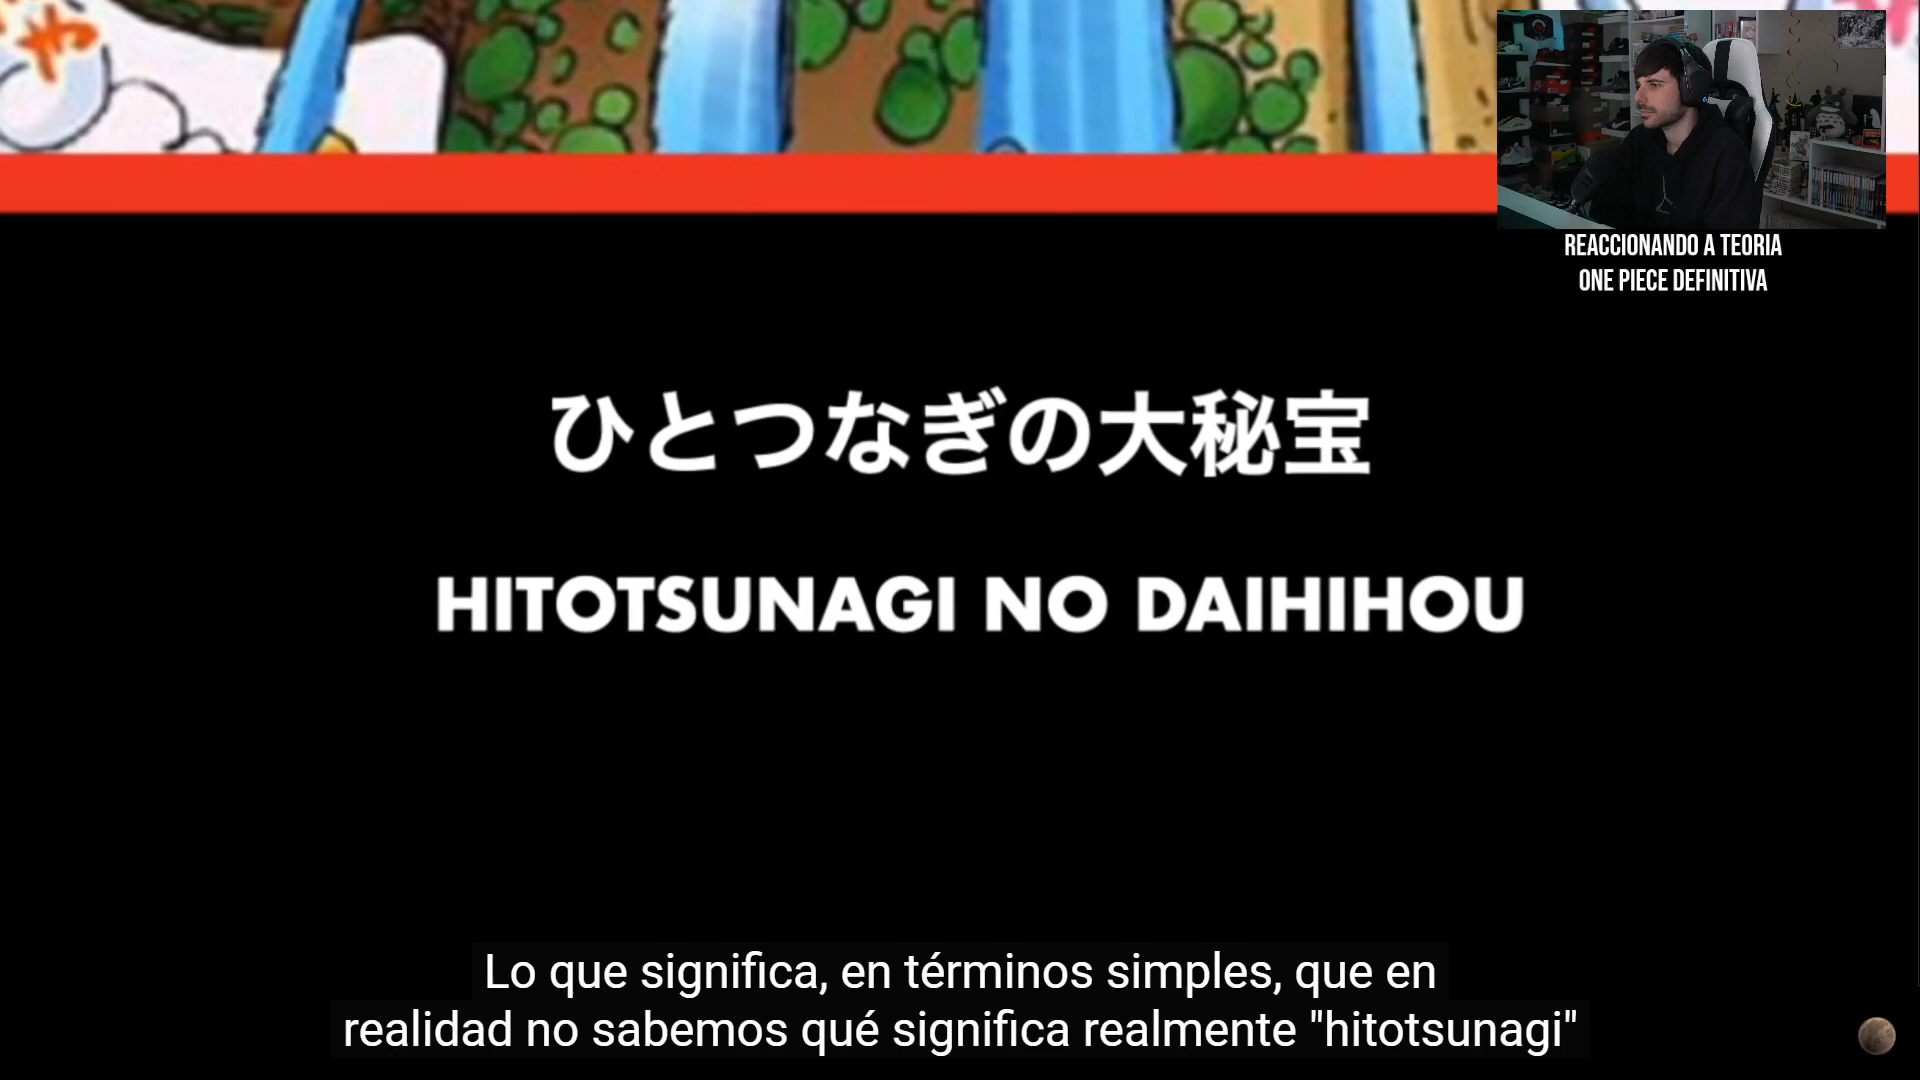 や
REACCIONANDO A TEORIA
ONE PIECE DEFINITIVA
ひとつなぎの大秘宝
HITOTSUNAGI NO DAIHIHOU
Lo que significa, en términos simples, que en
realidad no sabemos qué significa realmente "hitotsunagi"